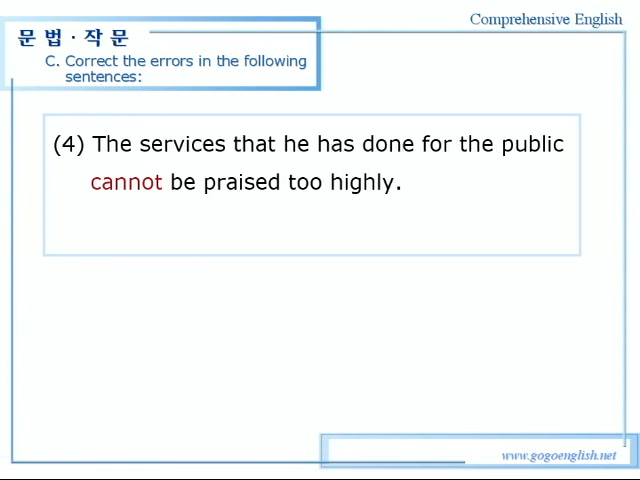 Comprehensive English
문 법 · 작 문
C. Correct the errors in the following
sentences:
(4) The services that he has done for the public
cannot be praised too highly.
www.gogoenglish.net